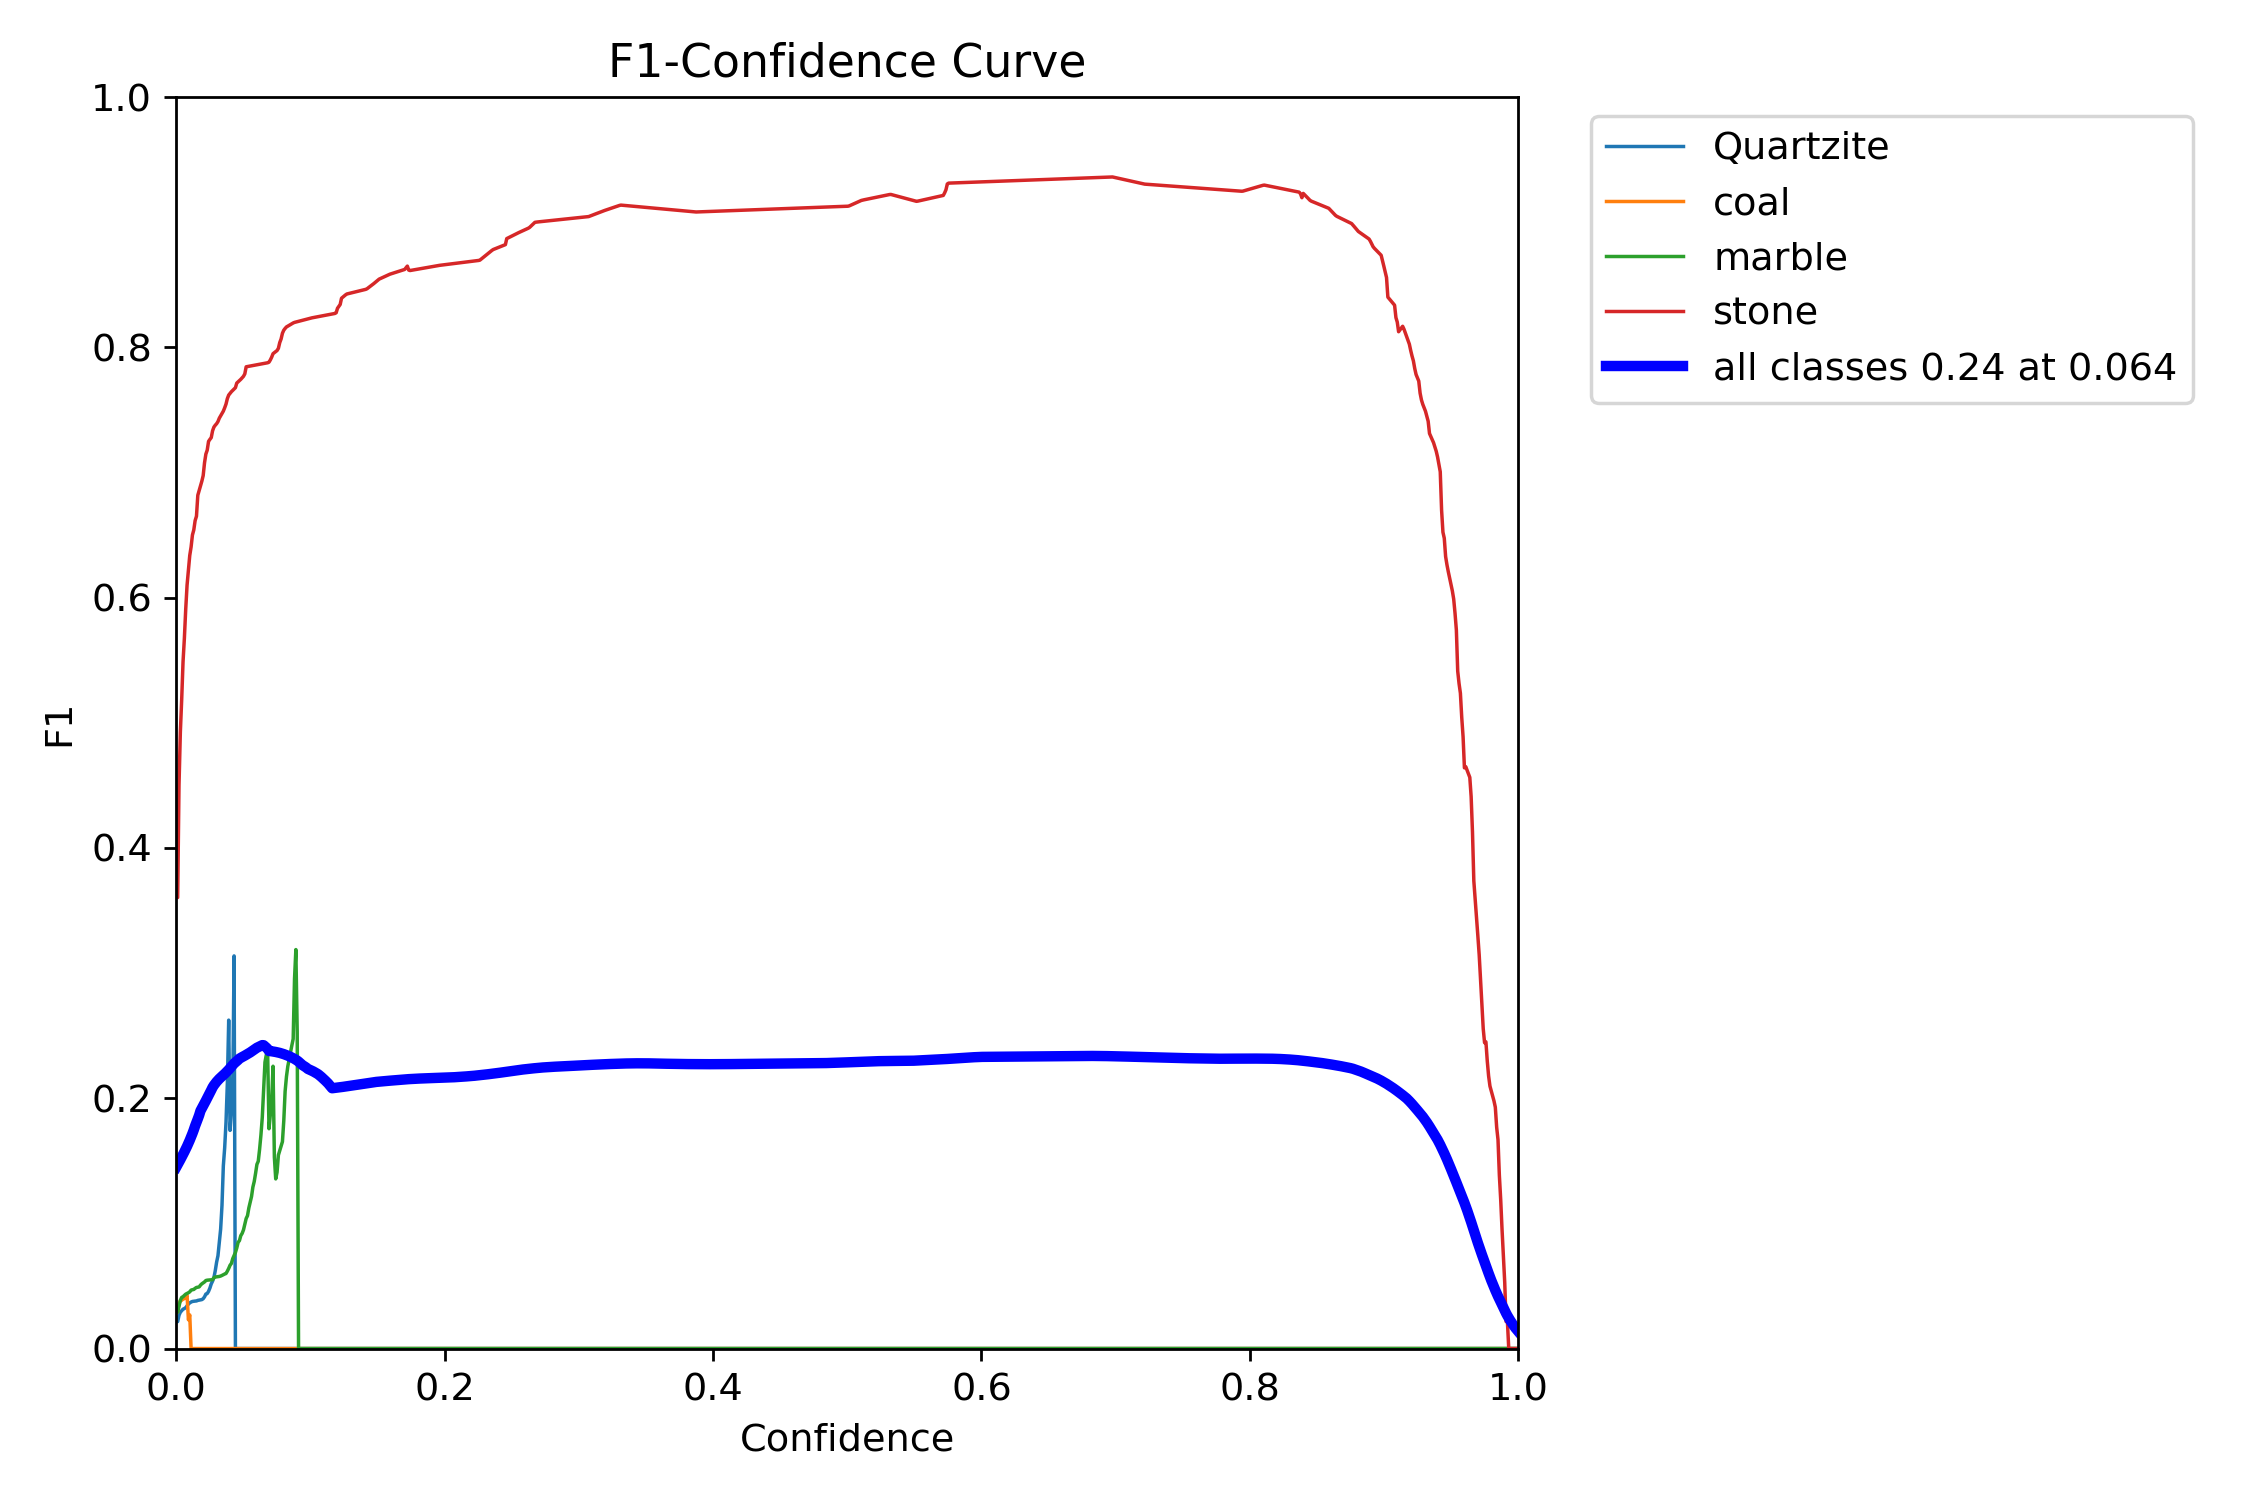 F1-Confidence Curve
1.0
0.8
0.6
0.4
0.2
0.0
F1
0.0 0.2 0.4 0.6 0.8 1.0
Confidence
Quartzite
coal
marble
stone
all classes 0.24 at 0.064